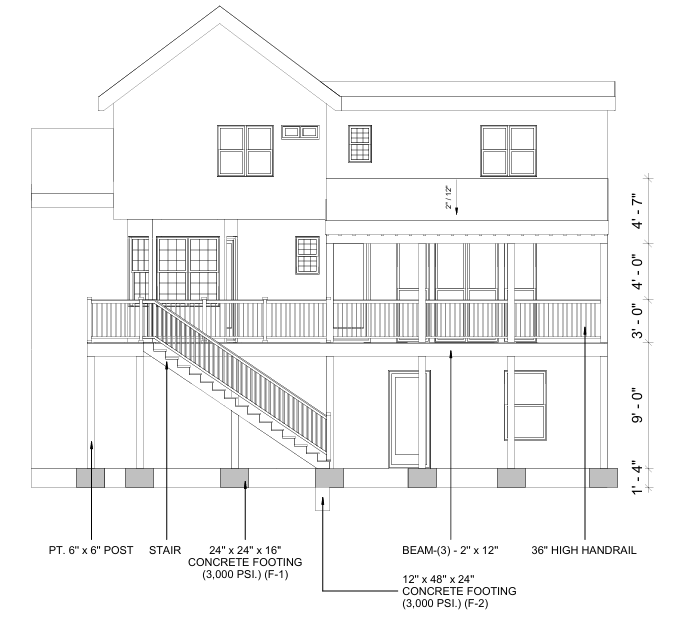 2" / 12"
4' - 7"
4' - 0"
3' - 0"
9' - 0"
1' - 4"
PT. 6" x 6" POST
STAIR
24" x 24" x 16"
CONCRETE FOOTING
(3,000 PSI.) (F-1)
BEAM-(3) - 2" x 12"
36" HIGH HANDRAIL
12" x 48" x 24"
CONCRETE FOOTING
(3,000 PSI.) (F-2)